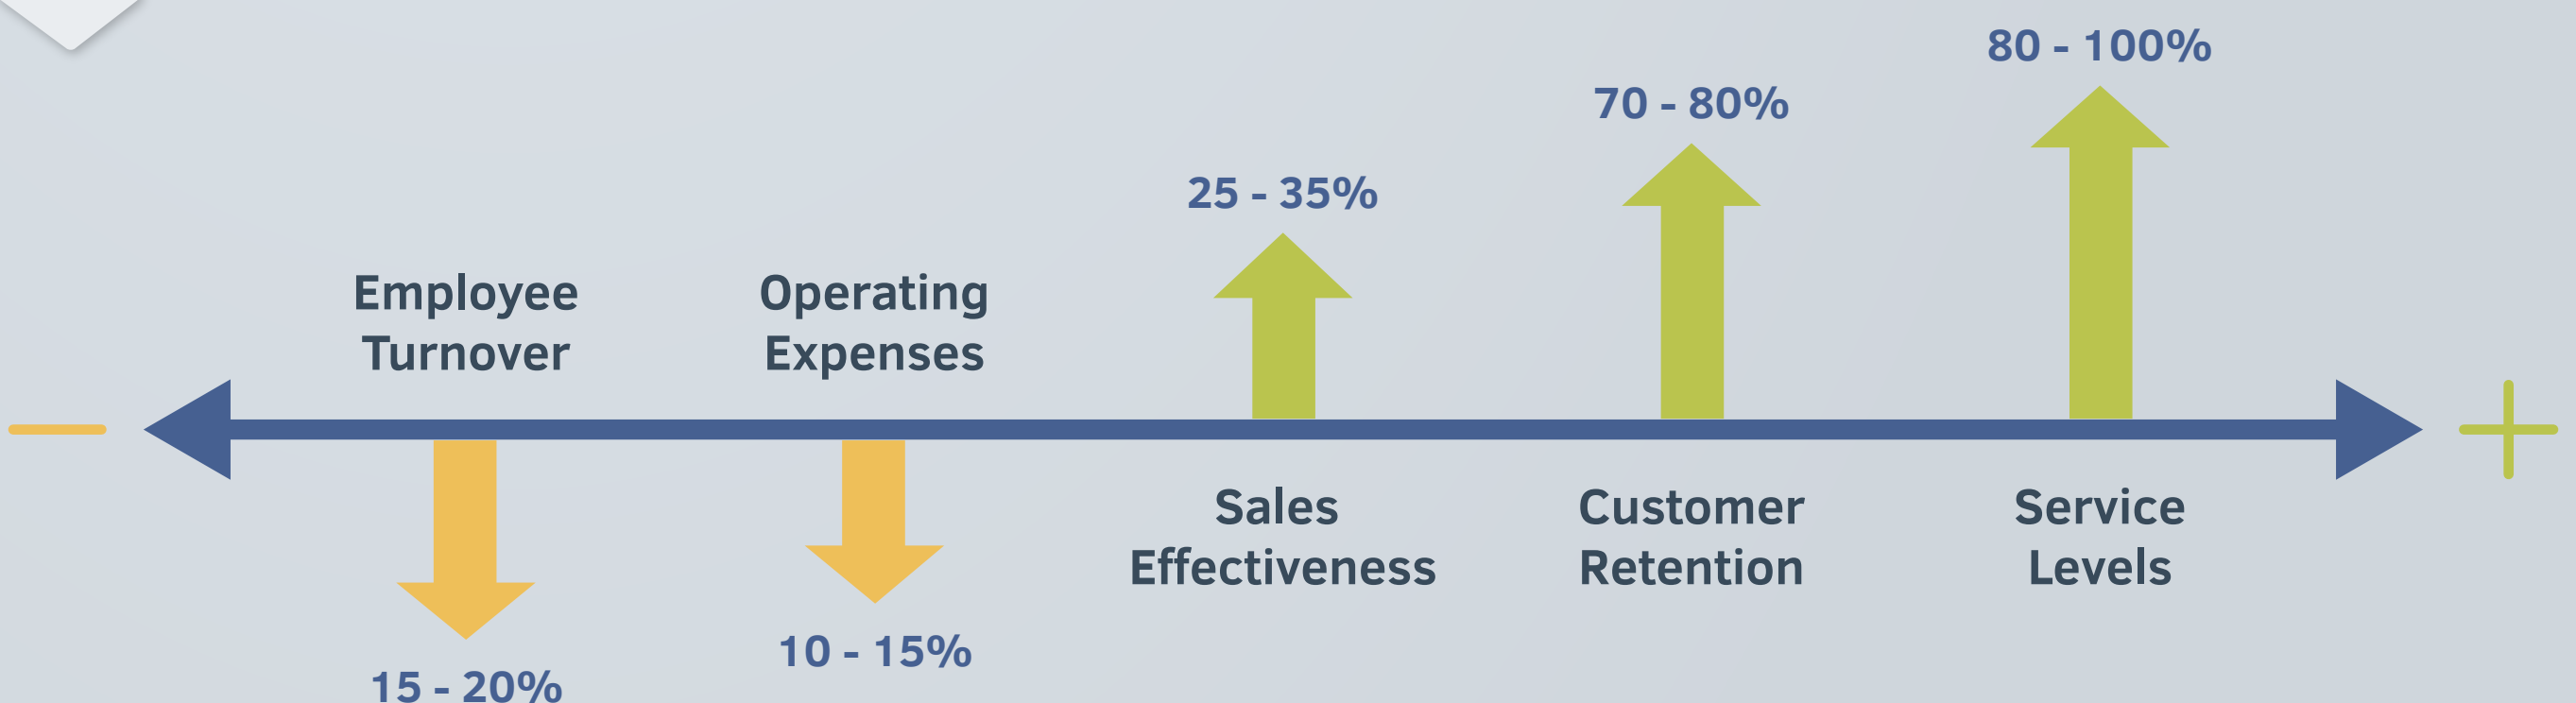 80 - 100%
70 - 80%
25 - 35%
Employee
Turnover
Operating
Expenses
Sales
Effectiveness
Customer
Retention
Service
Levels
10 - 15%
15 - 20%